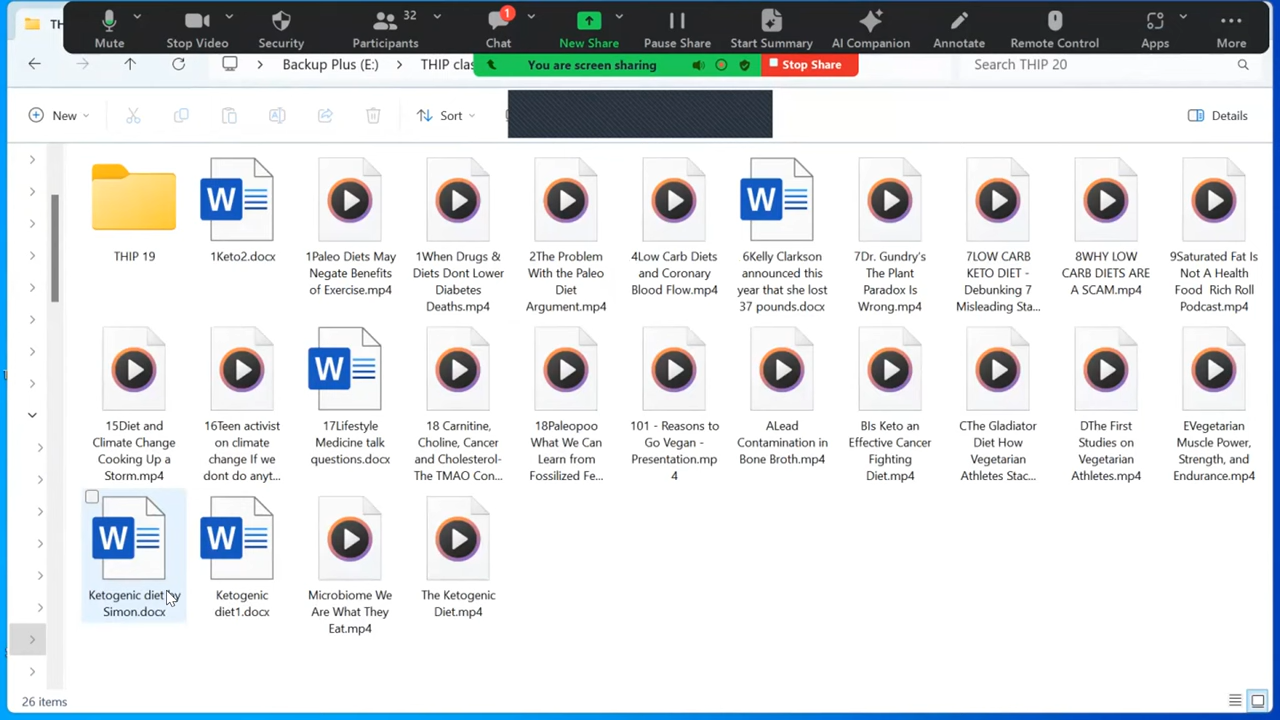 32
1
Mute
Stop Video
Security
Participants
Chat
New Share
Pause Share
Start Summary
AI Companion
Annotate
Remote Control
Apps
More
TH
Backup Plus (E:)
THIP clas
You are screen sharing
Stop Share
Search THIP 20
New
Sort
Details
THIP 19
1Keto2.docx
1Paleo Diets May
Negate Benefits
of Exercise.mp4
1When Drugs &
Diets Dont Lower
Diabetes
Deaths.mp4
2The Problem
With the Paleo
Diet
Argument.mp4
4Low Carb Diets
and Coronary
Blood Flow.mp4
6Kelly Clarkson
announced this
year that she lost
37 pounds.docx
7Dr. Gundry's
The Plant
Paradox Is
Wrong.mp4
7LOW CARB
KETO DIET -
Debunking 7
Misleading Sta...
8WHY LOW
CARB DIETS ARE
A SCAM.mp4
9Saturated Fat Is
Not A Health
Food Rich Roll
Podcast.mp4
15Diet and
Climate Change
Cooking Up a
Storm.mp4
16Teen activist
on climate
change If we
dont do anyt...
17Lifestyle
Medicine talk
questions.docx
18 Carnitine,
Choline, Cancer
and Cholesterol-
The TMAO Con...
18Paleopoo
What We Can
Learn from
Fossilized Fe...
101 - Reasons to
Go Vegan -
Presentation.mp
4
ALead
Contamination in
Bone Broth.mp4
BIs Keto an
Effective Cancer
Fighting
Diet.mp4
CThe Gladiator
Diet How
Vegetarian
Athletes Stac...
DThe First
Studies on
Vegetarian
Athletes.mp4
EVegetarian
Muscle Power,
Strength, and
Endurance.mp4
Ketogenic diet by
Simon.docx
Ketogenic
diet1.docx
Microbiome We
Are What They
Eat.mp4
The Ketogenic
Diet.mp4
26 items